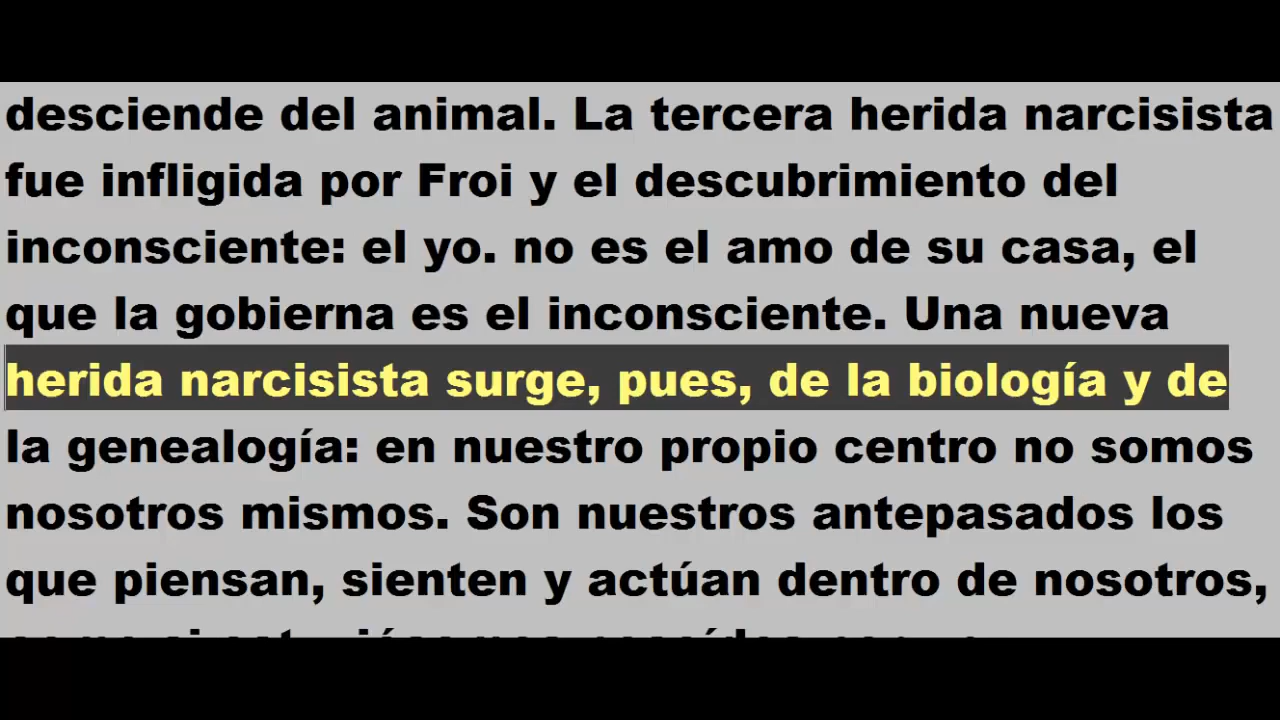 desciende del animal. La tercera herida narcisista
fue infligida por Froi y el descubrimiento del
inconsciente: el yo. no es el amo de su casa, el
que la gobierna es el inconsciente. Una nueva
herida narcisista surge, pues, de la biología y de
la genealogía: en nuestro propio centro no somos
nosotros mismos. Son nuestros antepasados los
que piensan, sienten y actúan dentro de nosotros,